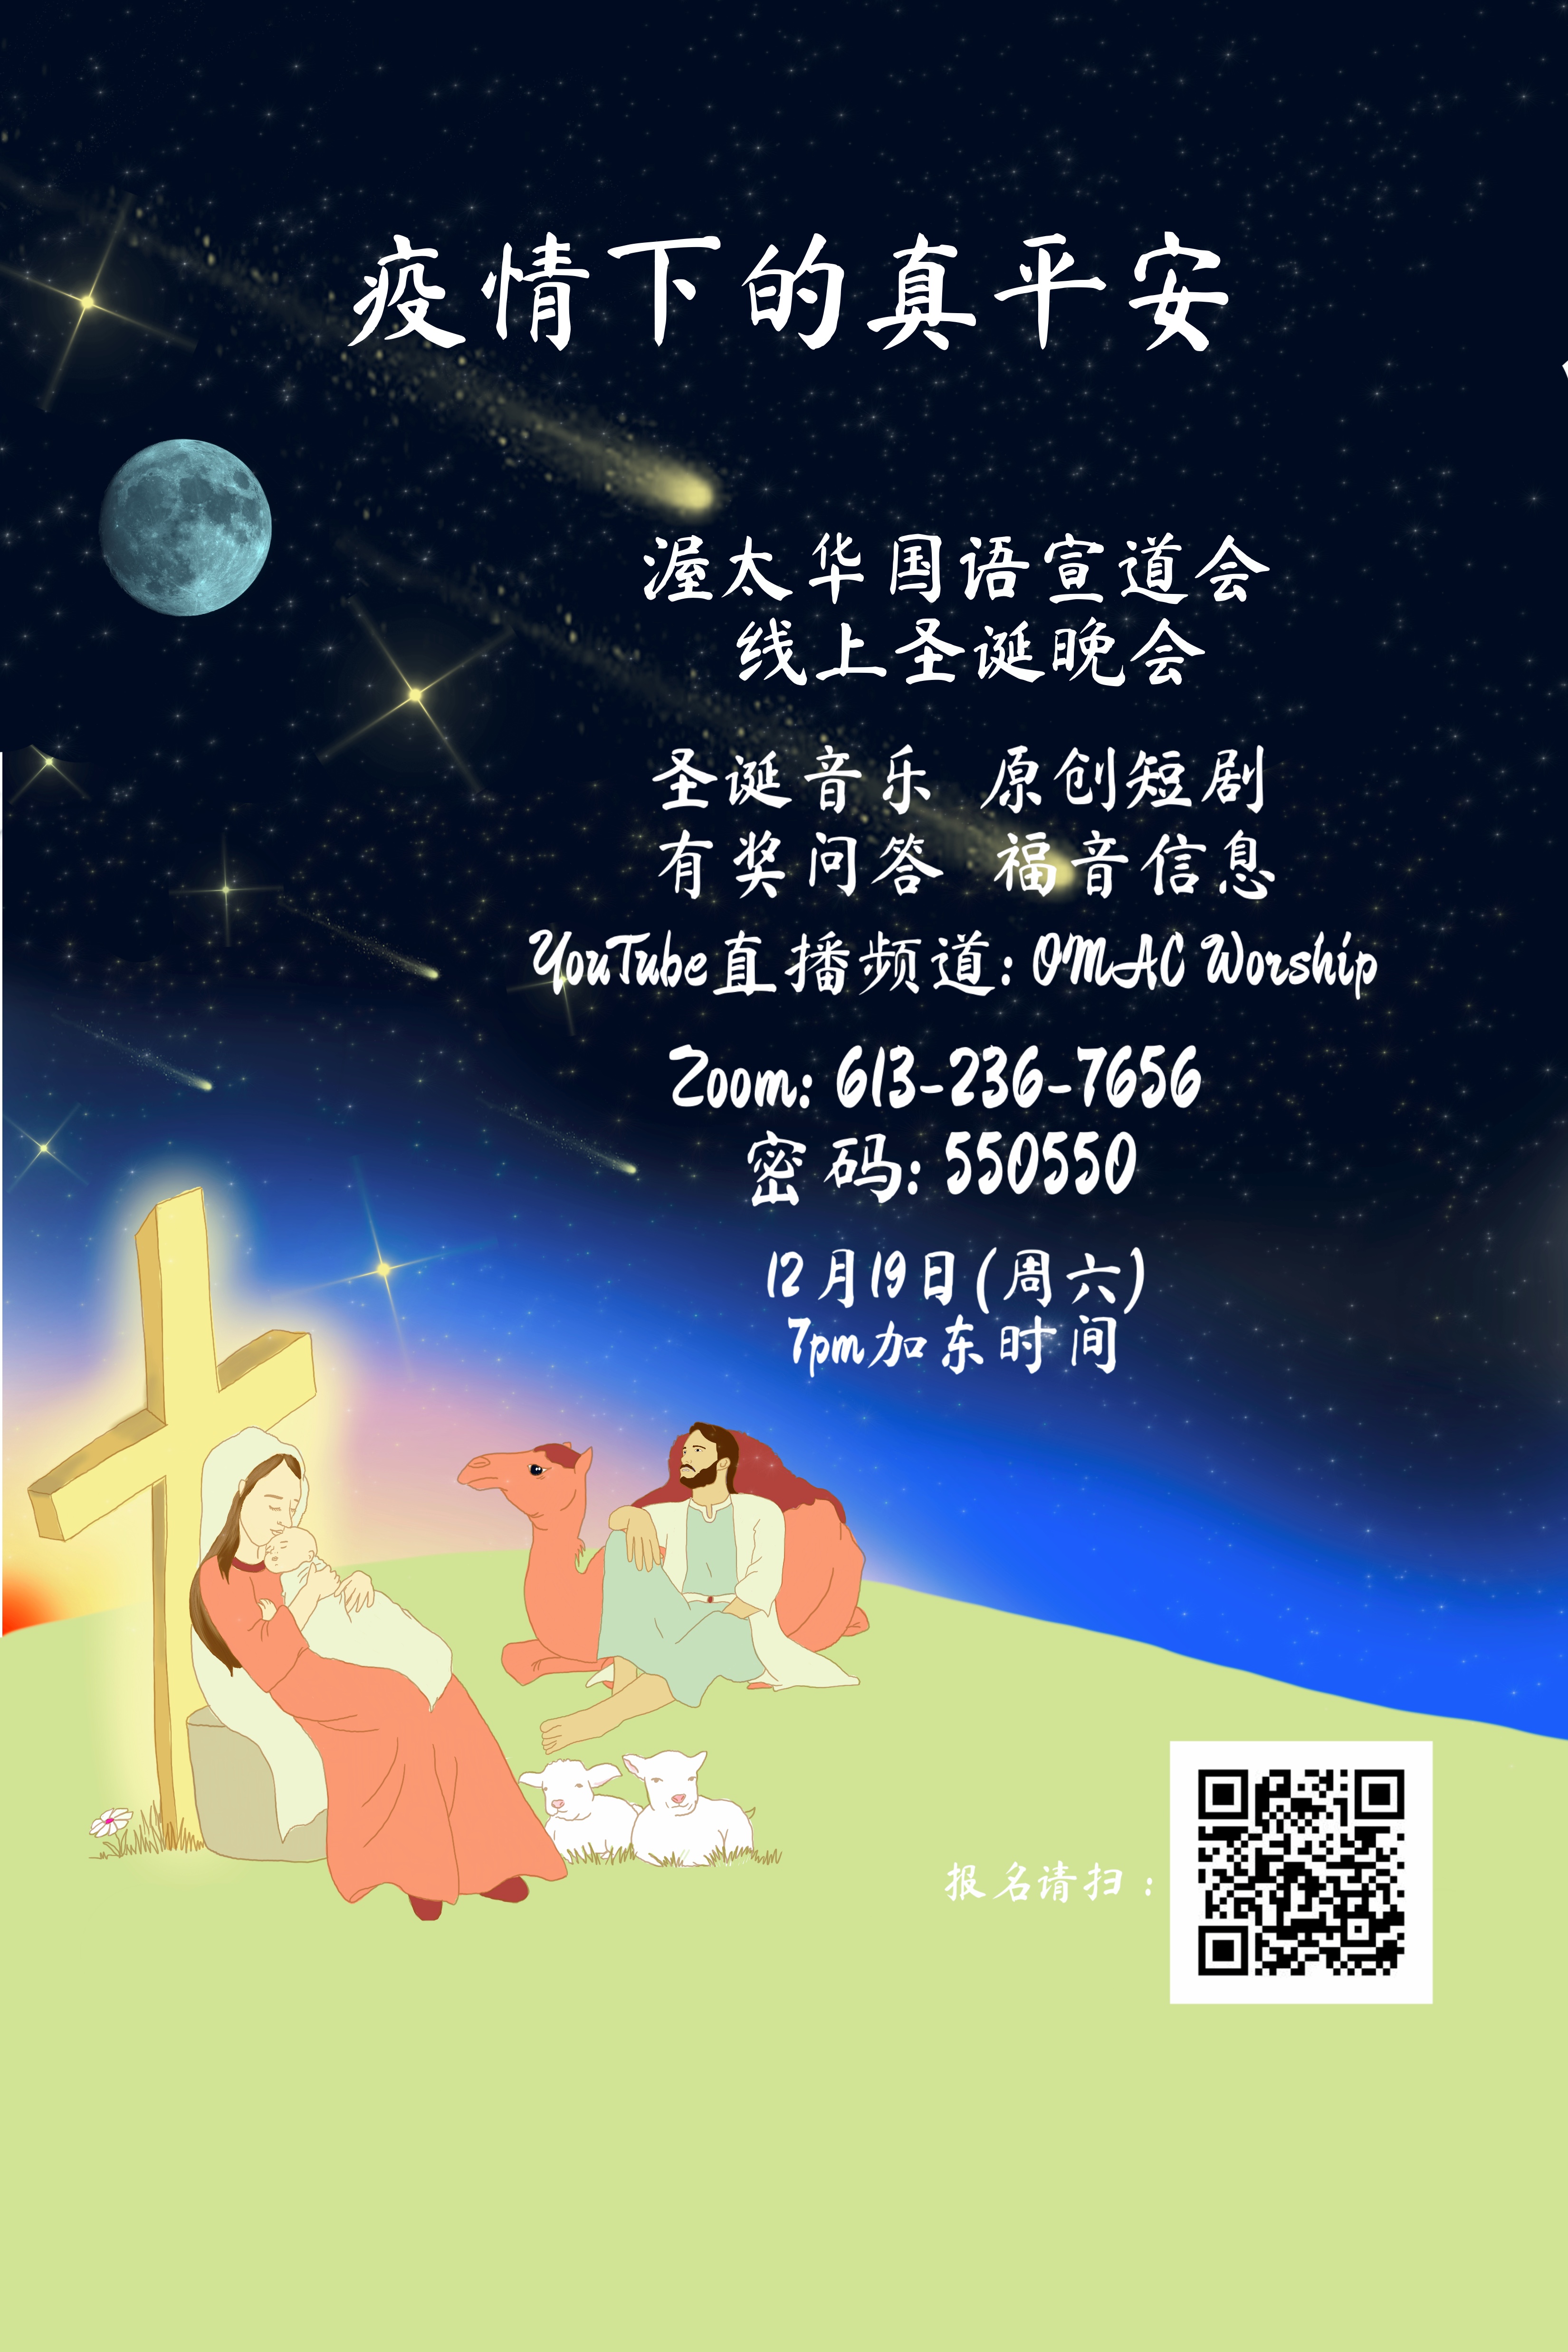 疫情下的真平安
渥太华国语宣道会
线上圣诞晚会
圣诞音乐 原创短剧
有奖问答 福音信息
YouTube直播频道: OMAC Worship
Zoom: 613-236-7656
密码: 550550
12月19日(周六)
7pm加东时间
报名请扫: